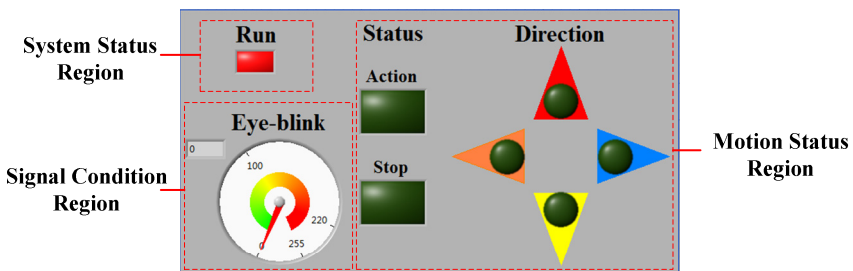 System Status
Region
Run
Status
Direction
Action
Eye-blink
0
100
220
0
255
Stop
Signal Condition
Region
Motion Status
Region